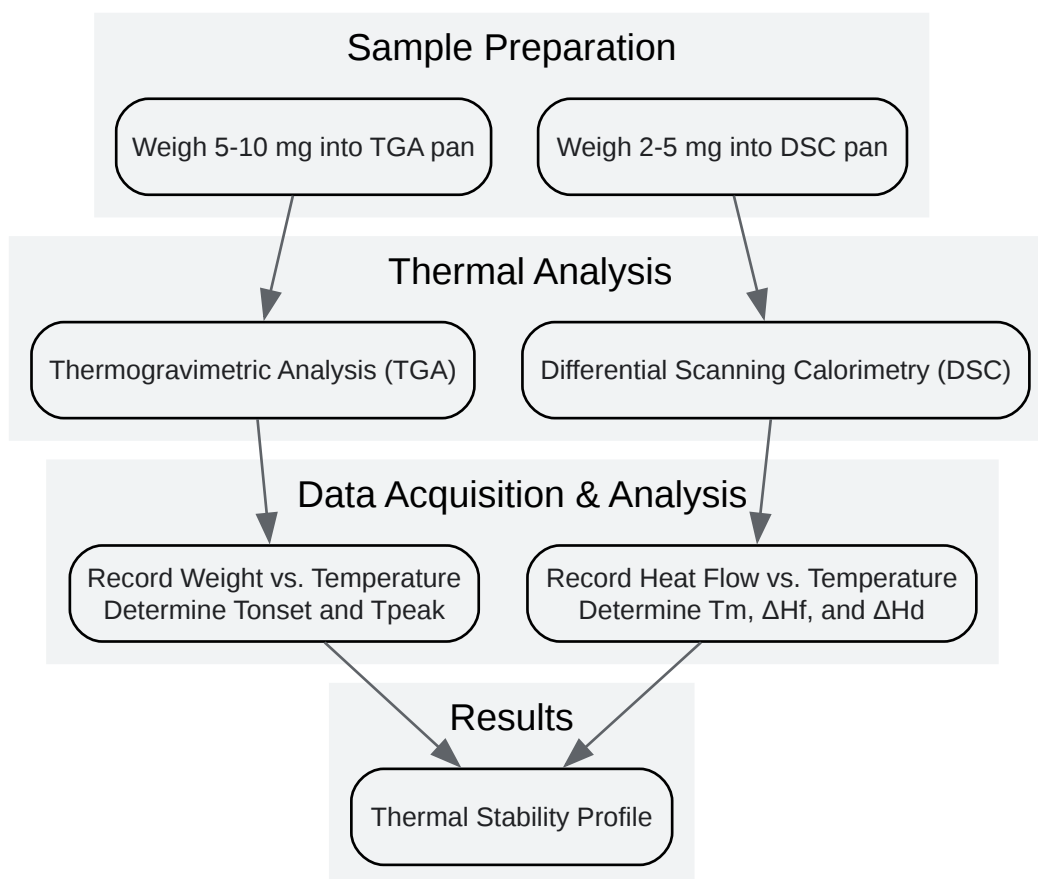 Sample Preparation
Weigh 5-10 mg into TGA pan
Weigh 2-5 mg into DSC pan
Thermal Analysis
Thermogravimetric Analysis (TGA)
Differential Scanning Calorimetry (DSC)
Data Acquisition & Analysis
Record Weight vs. Temperature
Determine Tonset and Tpeak
Record Heat Flow vs. Temperature
Determine Tm, ΔHf, and ΔHd
Results
Thermal Stability Profile